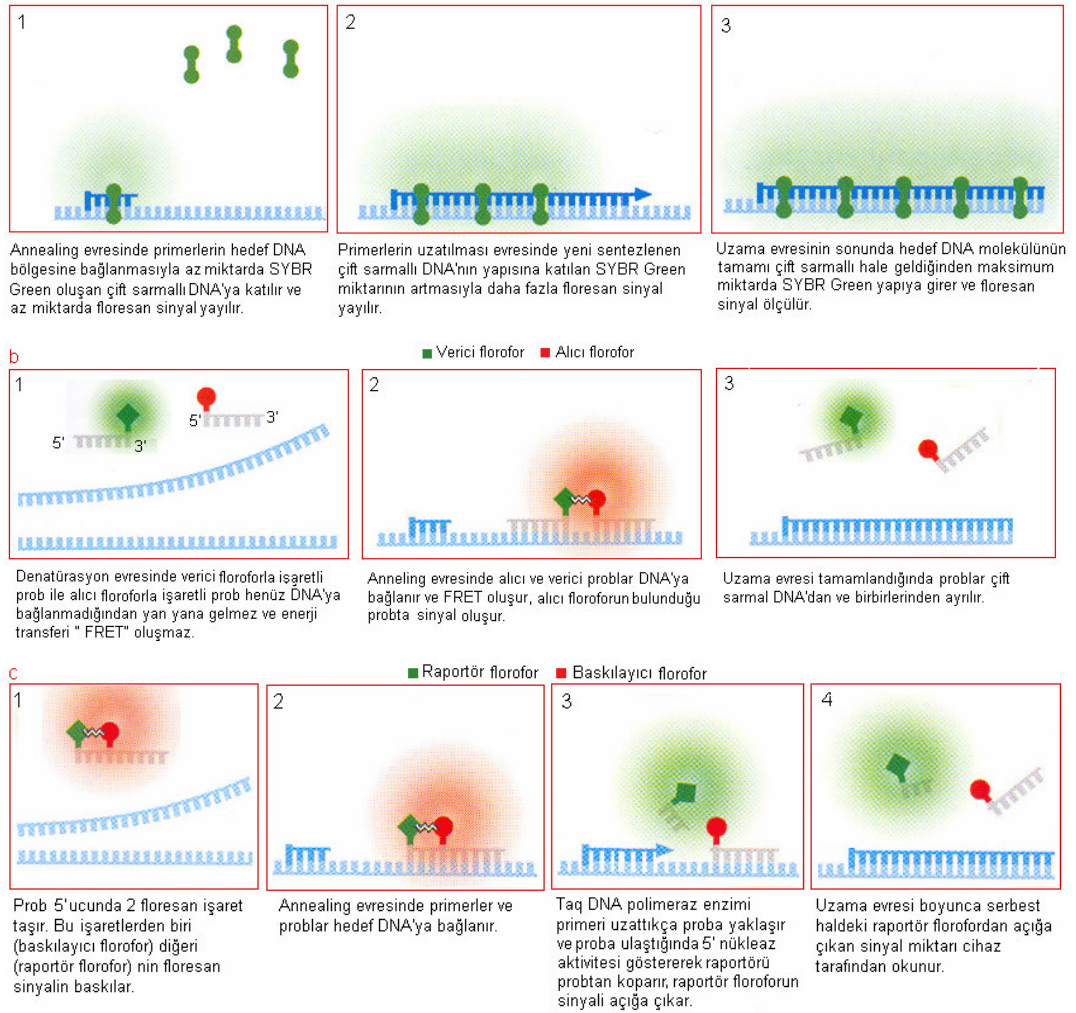 1
2
3
Annealing evresinde primerlerin hedef DNA
bölgesine bağlanmasıyla az miktarda SYBR
Green oluşan çift sarmallı DNA'ya katılır ve
az miktarda floresan sinyal yayılır.
Primerlerin uzatılması evresinde yeni sentezlenen
çift sarmallı DNA'nın yapısına katılan SYBR Green
miktarının artmasıyla daha fazla floresan sinyal
yayılır.
Uzama evresinin sonunda hedef DNA molekülünün
tamamı çift sarmallı hale geldiğinden maksimum
miktarda SYBR Green yapıya girer ve floresan
sinyal ölçülür.
b
Verici florofor
Alıcı florofor
1
5' 3'
5' 3'
2
3
Denatürasyon evresinde verici floroforla işaretli
prob ile alıcı floroforla işaretli prob henüz DNA'ya
bağlanmadığından yan yana gelmez ve enerji
transferi " FRET" oluşmaz.
Anneling evresinde alıcı ve verici problar DNA'ya
bağlanır ve FRET oluşur, alıcı floroforun bulunduğu
probta sinyal oluşur.
Uzama evresi tamamlandığında problar çift
sarmal DNA'dan ve birbirlerinden ayrılır.
c
Raportör florofor
Baskılayıcı florofor
1
2
3
4
Prob 5'ucunda 2 floresan işaret
taşır. Bu işaretlerden biri
(baskılayıcı florofor) diğeri
(raportör florofor) nin floresan
sinyalin baskılar.
Annealing evresinde primerler ve
problar hedef DNA'ya bağlanır.
Taq DNA polimeraz enzimi
primeri uzattıkça proba yaklaşır
ve proba ulaştığında 5' nükleaz
aktivitesi göstererek raportörü
probtan koparır, raportör floroforun
sinyali açığa çıkar.
Uzama evresi boyunca serbest
haldeki raportör florofordan açığa
çıkan sinyal miktarı cihaz
tarafından okunur.